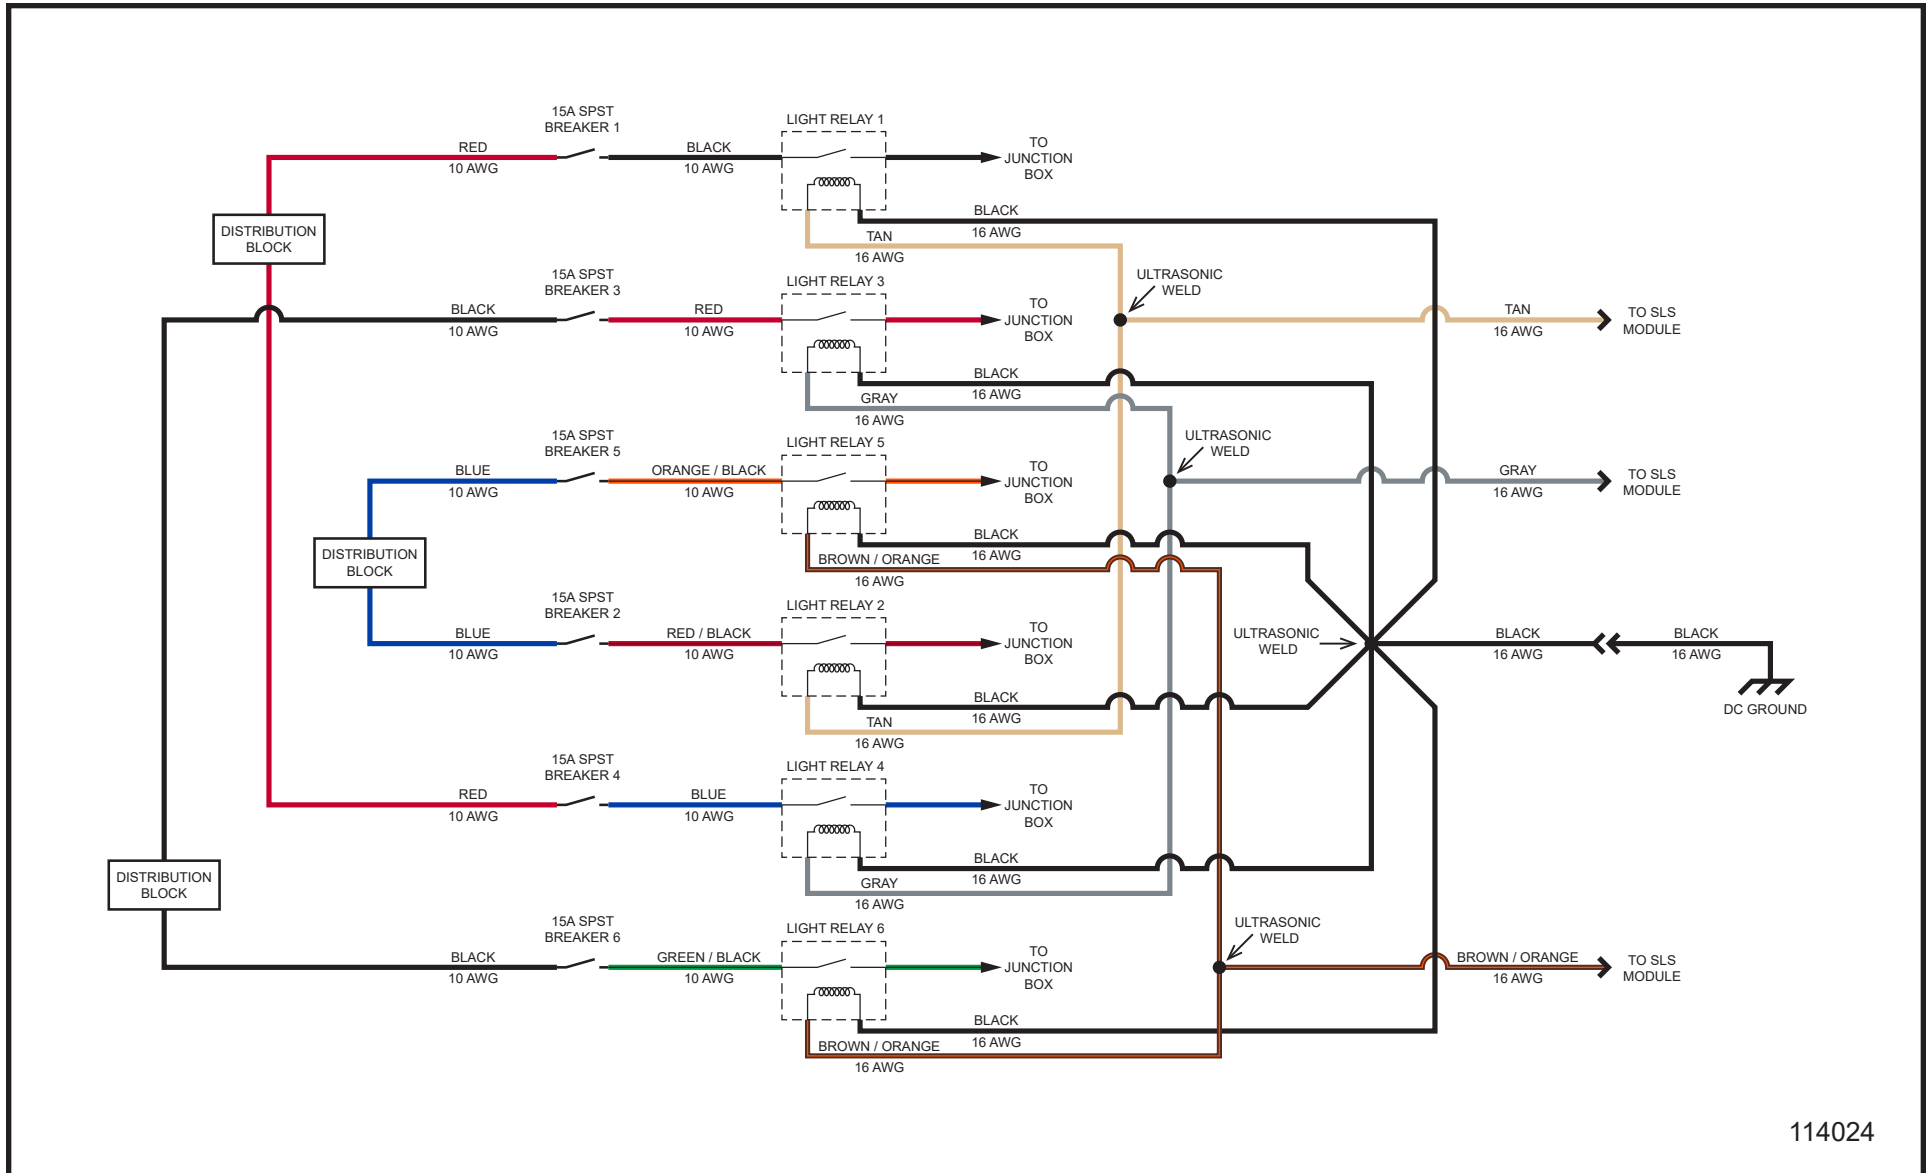 15A SPST
BREAKER 1
LIGHT RELAY 1
RED
10 AWG
BLACK
10 AWG
TO
JUNCTION
BOX
DISTRIBUTION
BLOCK
BLACK
16 AWG
TAN
16 AWG
15A SPST
BREAKER 3
LIGHT RELAY 3
ULTRASONIC
WELD
BLACK
10 AWG
RED
10 AWG
TO
JUNCTION
BOX
TAN
16 AWG
TO SLS
MODULE
BLACK
16 AWG
GRAY
16 AWG
15A SPST
BREAKER 5
LIGHT RELAY 5
ULTRASONIC
WELD
BLUE
10 AWG
ORANGE / BLACK
10 AWG
TO
JUNCTION
BOX
GRAY
16 AWG
TO SLS
MODULE
DISTRIBUTION
BLOCK
BLACK
16 AWG
BROWN / ORANGE
16 AWG
15A SPST
BREAKER 2
LIGHT RELAY 2
BLUE
10 AWG
RED / BLACK
10 AWG
TO
JUNCTION
BOX
ULTRASONIC
WELD
BLACK
16 AWG
BLACK
16 AWG
DC GROUND
BLACK
16 AWG
TAN
16 AWG
15A SPST
BREAKER 4
LIGHT RELAY 4
RED
10 AWG
BLUE
10 AWG
TO
JUNCTION
BOX
DISTRIBUTION
BLOCK
BLACK
16 AWG
GRAY
16 AWG
15A SPST
BREAKER 6
LIGHT RELAY 6
ULTRASONIC
WELD
BLACK
10 AWG
GREEN / BLACK
10 AWG
TO
JUNCTION
BOX
BROWN / ORANGE
16 AWG
TO SLS
MODULE
BLACK
16 AWG
BROWN / ORANGE
16 AWG
114024